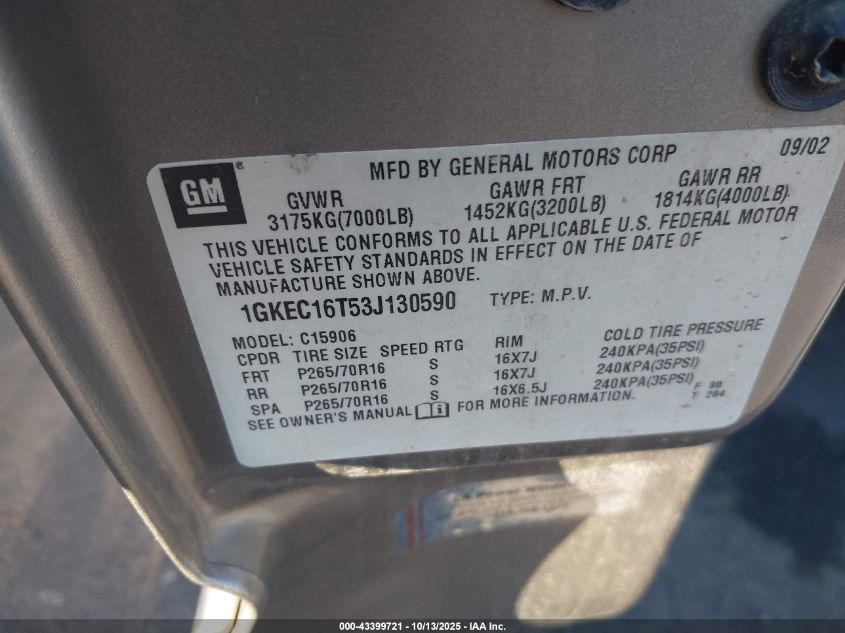 GM ® MFD BY GENERAL MOTORS CORP 09/02
GVWR GAWR FRT GAWR RR
3175KG(7000LB) 1452KG(3200LB) 1814KG(4000LB)
THIS VEHICLE CONFORMS TO ALL APPLICABLE U.S. FEDERAL MOTOR
VEHICLE SAFETY STANDARDS IN EFFECT ON THE DATE OF
MANUFACTURE SHOWN ABOVE.
1GKEC16T53J130590 TYPE: M.P.V.
MODEL: C15906
CPDR TIRE SIZE SPEED RTG RIM COLD TIRE PRESSURE
FRT P265/70R16 S 16X7J 240KPA(35PSI)
RR P265/70R16 S 16X7J 240KPA(35PSI)
SPA P265/70R16 S 16X6.5J 240KPA(35PSI)
SEE OWNER'S MANUAL FOR MORE INFORMATION.
F 90
T 204
Power Window
000-43399721 - 10/13/2025 - IAA Inc.